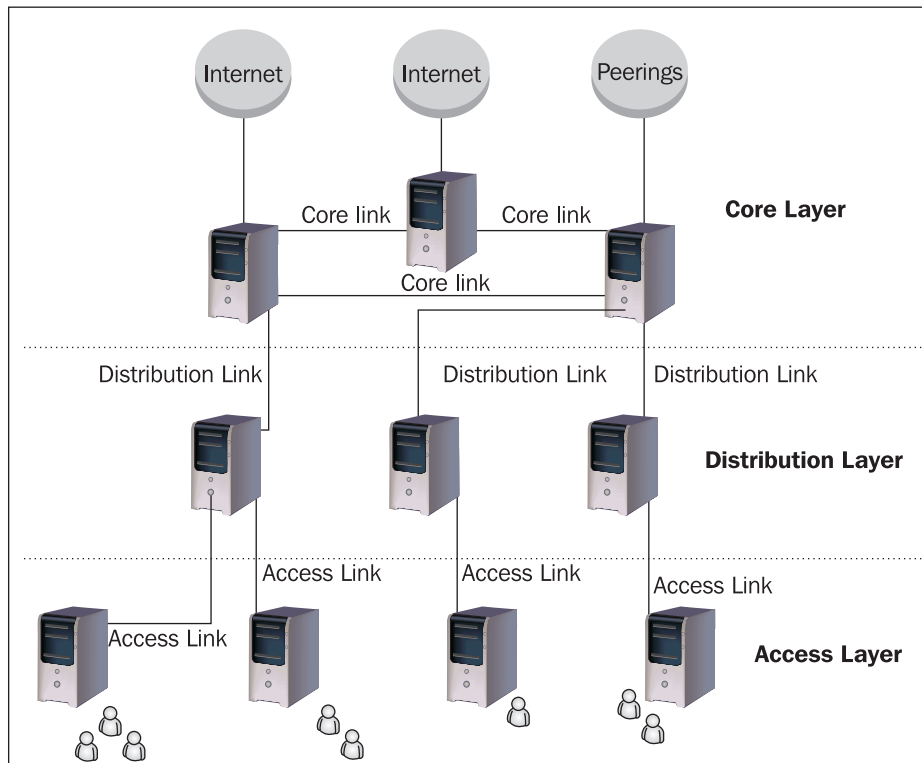 Internet
Internet
Peerings
Core link
Core link
Core Layer
Core link
Distribution Link
Distribution Link
Distribution Link
Distribution Layer
Access Link
Access Link
Access Link
Access Link
Access Layer